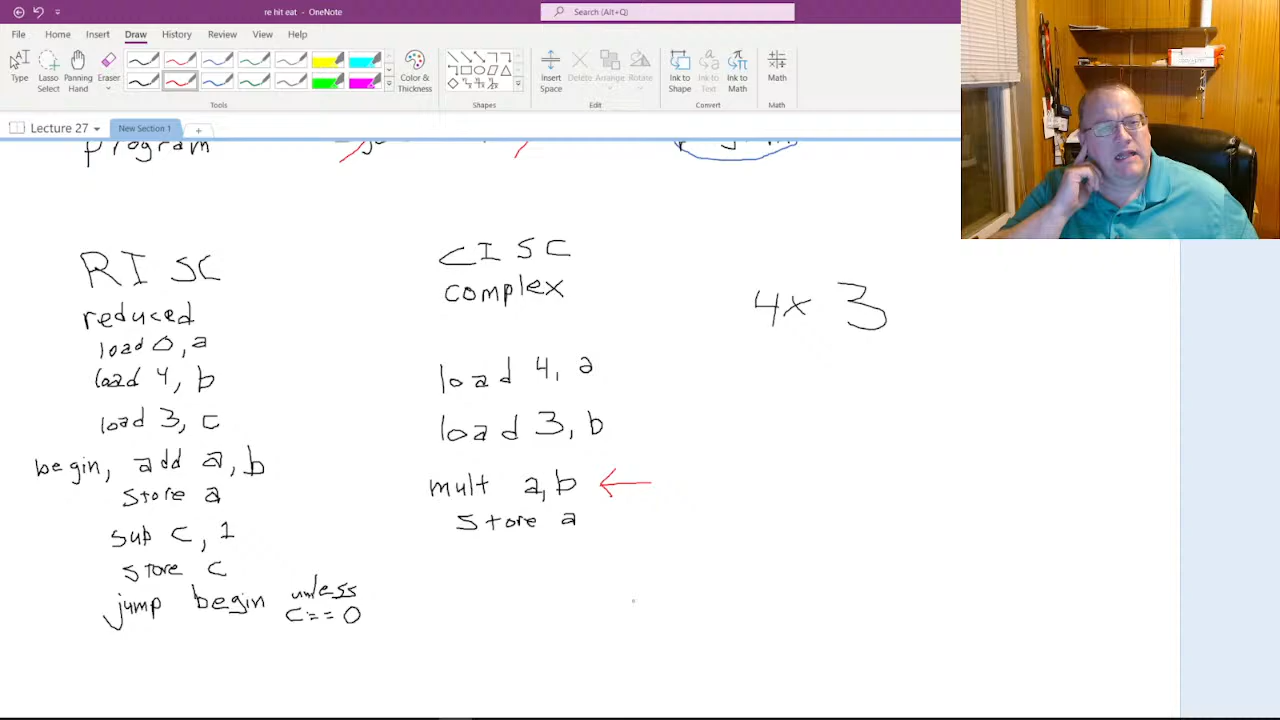 re hit eat - OneNote
Search (Alt+Q)
File Home Insert Draw History Review View Help
Type
Lasso Select
Panning Hand
Eraser
Color & Thickness
Insert Space
Delete
Arrange
Rotate
Ink to Shape
Ink to Text
Ink to Math
Math
Tools
Shapes
Edit
Convert
Math
Lecture 27
New Section 1
program
RISC
reduced
load 0, a
load 4, b
load 3, c
begin, add a, b
store a
sub c, 1
store c
jump begin unless
c == 0
CISC
complex
load 4, a
load 3, b
mult a, b
store a
4x 3